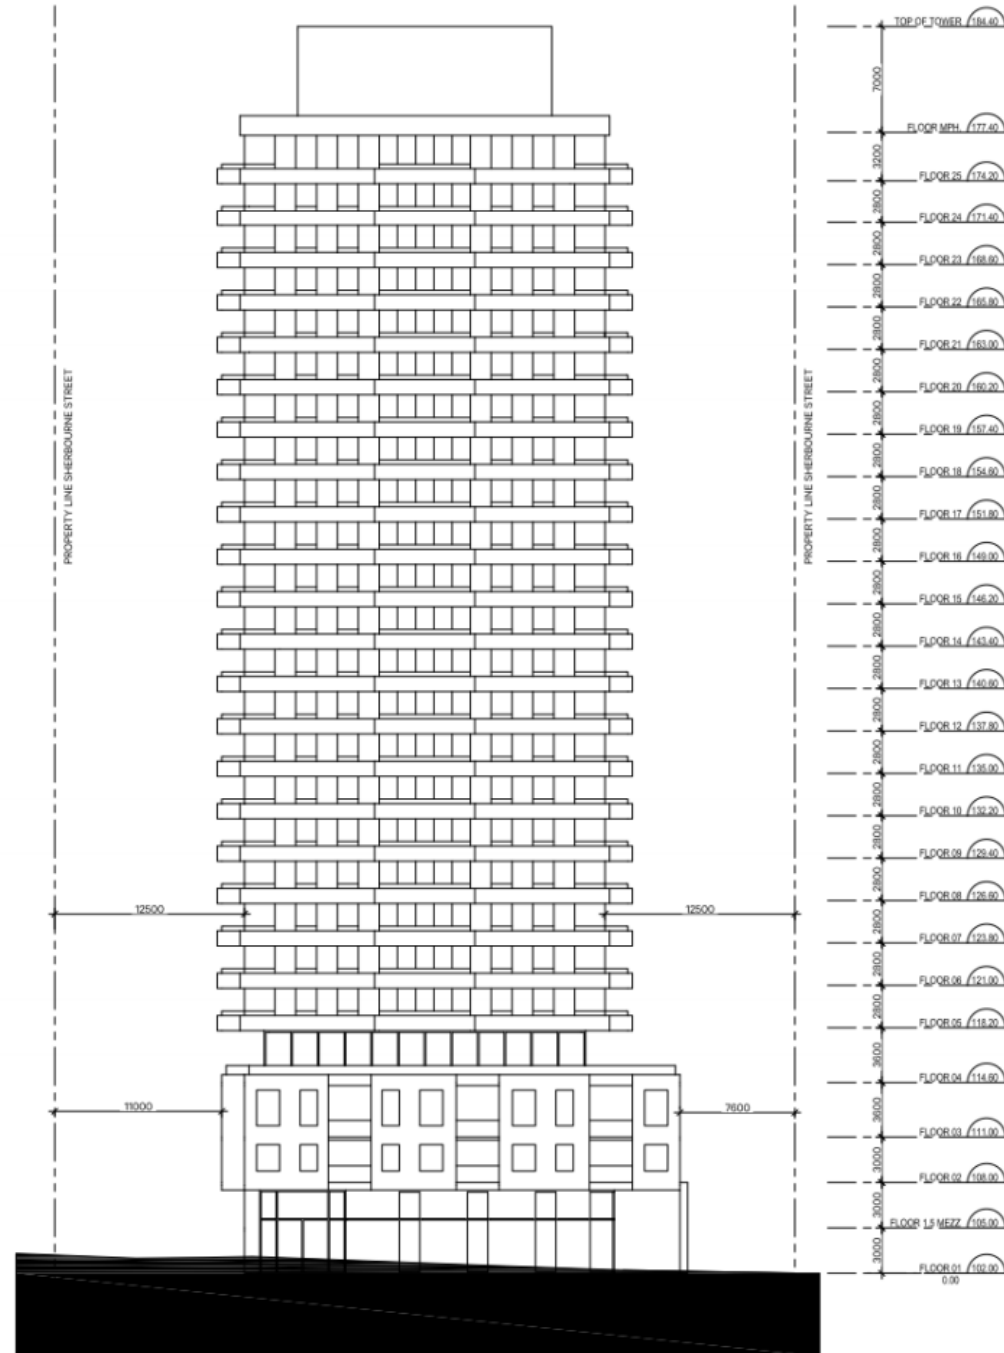 TOP OF TOWER 184.40
7000
FLOOR MPH. 177.40
3200
FLOOR 25 174.20
2800
FLOOR 24 171.40
2800
FLOOR 23 168.60
2800
FLOOR 22 165.80
2800
FLOOR 21 163.00
2800
FLOOR 20 160.20
2800
FLOOR 19 157.40
2800
FLOOR 18 154.60
2800
FLOOR 17 151.80
2800
FLOOR 16 149.00
2800
FLOOR 15 146.20
2800
FLOOR 14 143.40
2800
FLOOR 13 140.60
2800
FLOOR 12 137.80
2800
FLOOR 11 135.00
2800
FLOOR 10 132.20
2800
FLOOR 09 129.40
2800
FLOOR 08 126.60
2800
FLOOR 07 123.80
2800
FLOOR 06 121.00
2800
FLOOR 05 118.20
3600
FLOOR 04 114.60
3600
FLOOR 03 111.00
3000
FLOOR 02 108.00
3000
FLOOR 1.5 MEZZ 105.00
3000
FLOOR 01 102.00
0.00
PROPERTY LINE SHERBOURNE STREET
PROPERTY LINE SHERBOURNE STREET
12500
12500
11000
7600